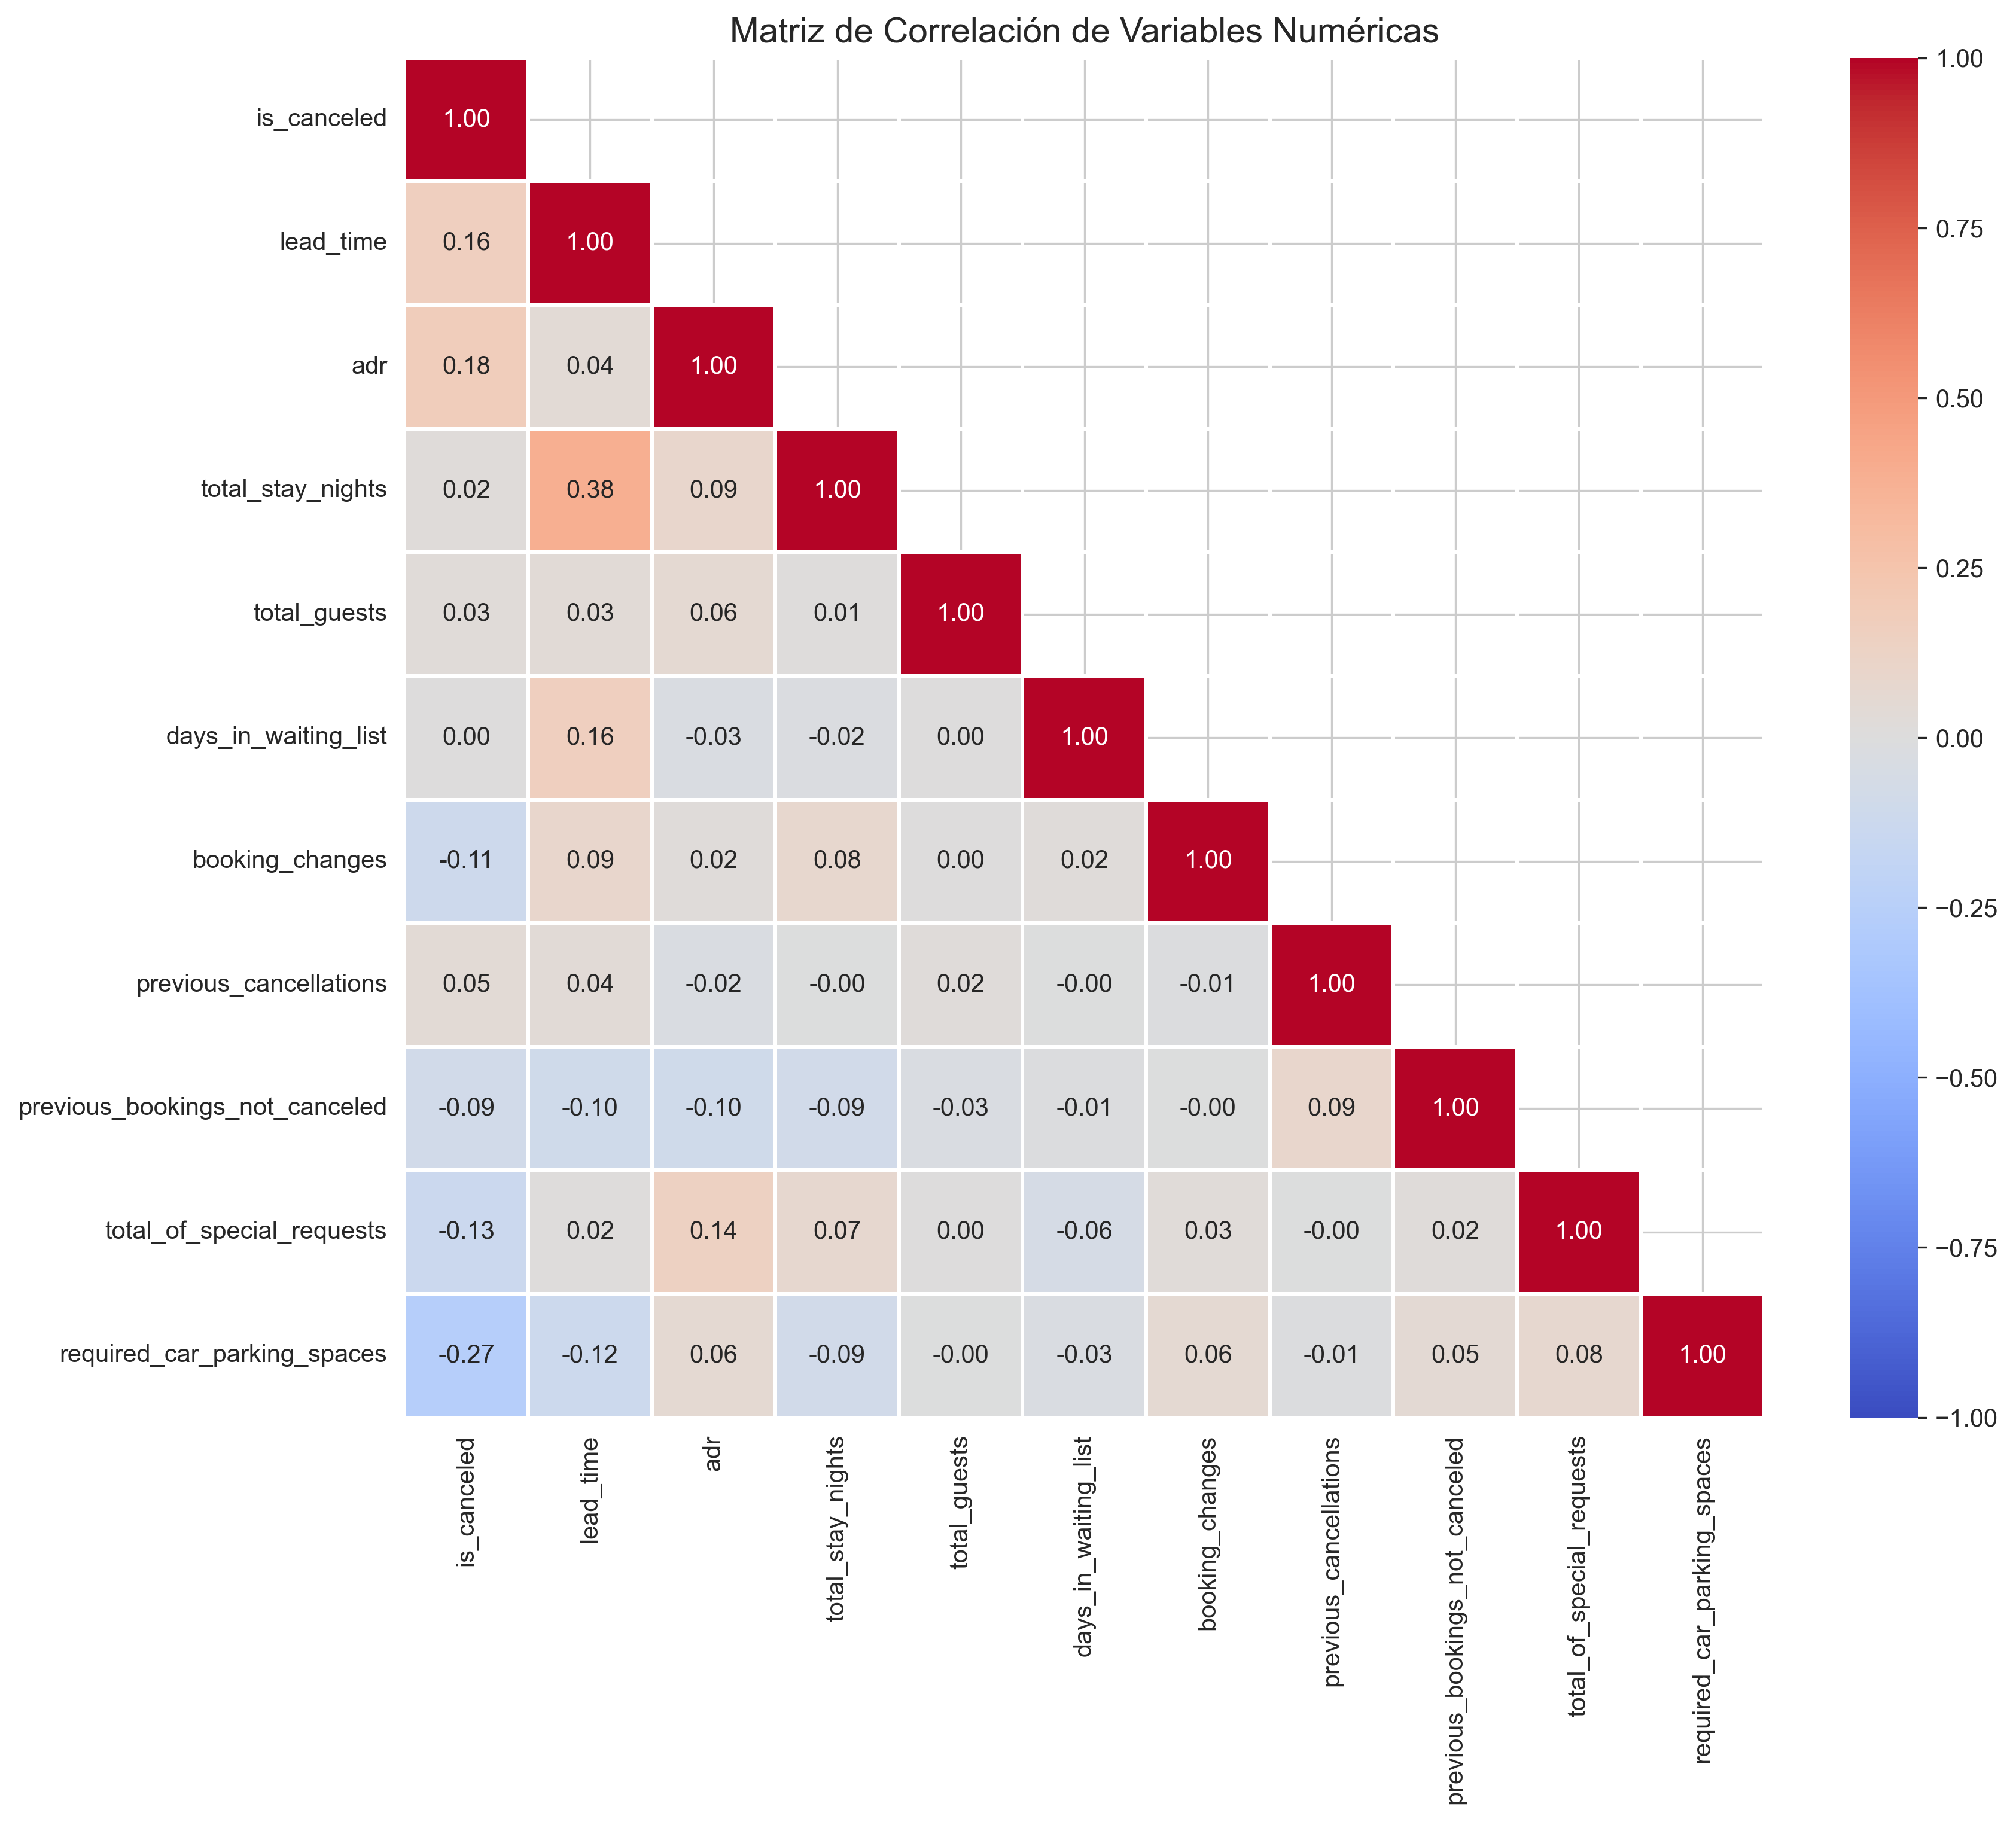 Matriz de Correlación de Variables Numéricas
is_canceled 1.00
lead_time 0.16 1.00
adr 0.18 0.04 1.00
total_stay_nights 0.02 0.38 0.09 1.00
total_guests 0.03 0.03 0.06 0.01 1.00
days_in_waiting_list 0.00 0.16 -0.03 -0.02 0.00 1.00
booking_changes -0.11 0.09 0.02 0.08 0.00 0.02 1.00
previous_cancellations 0.05 0.04 -0.02 -0.00 0.02 -0.00 -0.01 1.00
previous_bookings_not_canceled -0.09 -0.10 -0.10 -0.09 -0.03 -0.01 -0.00 0.09 1.00
total_of_special_requests -0.13 0.02 0.14 0.07 0.00 -0.06 0.03 -0.00 0.02 1.00
required_car_parking_spaces -0.27 -0.12 0.06 -0.09 -0.00 -0.03 0.06 -0.01 0.05 0.08 1.00
is_canceled
lead_time
adr
total_stay_nights
total_guests
days_in_waiting_list
booking_changes
previous_cancellations
previous_bookings_not_canceled
total_of_special_requests
required_car_parking_spaces
1.00
0.75
0.50
0.25
0.00
−0.25
−0.50
−0.75
−1.00